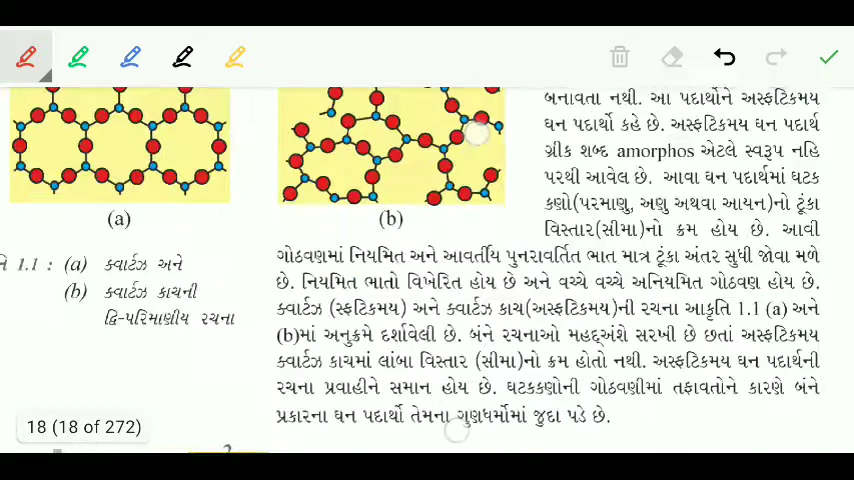 બનાવતા નથી. આ પદાર્થોને અસ્ફટિકમય
ઘન પદાર્થો કહે છે. અસ્ફટિકમય ઘન પદાર્થ
ગ્રીક શબ્દ amorphos એટલે સ્વરૂપ નહિ
પરથી આવેલ છે. આવા ઘન પદાર્થમાં ઘટક
કણો(પરમાણુ, અણુ અથવા આયન)નો ટૂંકા
વિસ્તાર(સીમા)નો ક્રમ હોય છે. આવી
ગોઠવણમાં નિયમિત અને આવર્તીય પુનરાવર્તિત ભાત માત્ર ટૂંકા અંતર સુધી જોવા મળે
છે. નિયમિત ભાતો વિખેરિત હોય છે અને વચ્ચે વચ્ચે અનિયમિત ગોઠવણ હોય છે.
ક્વાર્ટઝ (સ્ફટિકમય) અને ક્વાર્ટઝ કાચ(અસ્ફટિકમય)ની રચના આકૃતિ 1.1 (a) અને
(b)માં અનુક્રમે દર્શાવેલી છે. બંને રચનાઓ મહદ્અંશે સરખી છે છતાં અસ્ફટિકમય
ક્વાર્ટઝ કાચમાં લાંબા વિસ્તાર (સીમા)નો ક્રમ હોતો નથી. અસ્ફટિકમય ઘન પદાર્થની
રચના પ્રવાહીને સમાન હોય છે. ઘટકકણોની ગોઠવણીમાં તફાવતોને કારણે બંને
પ્રકારના ઘન પદાર્થો તેમના ગુણધર્મોમાં જુદા પડે છે.
(a)
(b)
1.1 : (a) ક્વાર્ટઝ અને
(b) ક્વાર્ટઝ કાચની
દ્વિ-પરિમાણીય રચના
18 (18 of 272)